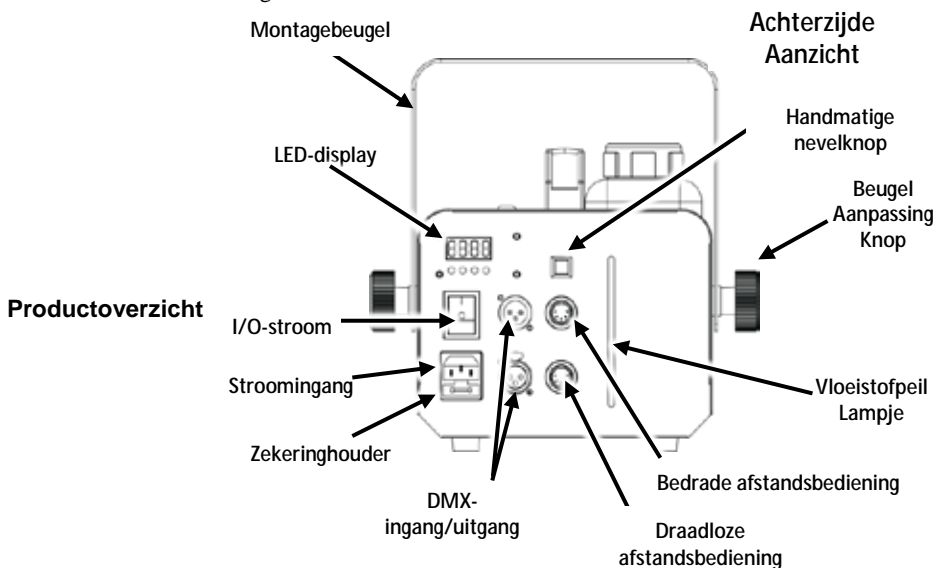 Montagebeugel
Achterzijde
Aanzicht
Handmatige
nevelknop
LED-display
Beugel
Aanpassing
Knop
Productoverzicht
I/O-stroom
Stroomingang
Vloeistofpeil
Lampje
Zekeringhouder
Bedrade afstandsbediening
DMX-
ingang/uitgang
Draadloze
afstandsbediening